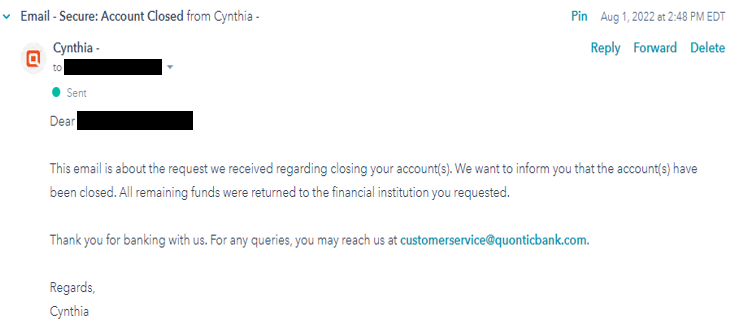 Email - Secure: Account Closed from Cynthia -
Pin Aug 1, 2022 at 2:48 PM EDT
Cynthia -
Reply Forward Delete
to
Sent
Dear
This email is about the request we received regarding closing your account(s). We want to inform you that the account(s) have
been closed. All remaining funds were returned to the financial institution you requested.
Thank you for banking with us. For any queries, you may reach us at customerservice@quonticbank.com.
Regards,
Cynthia